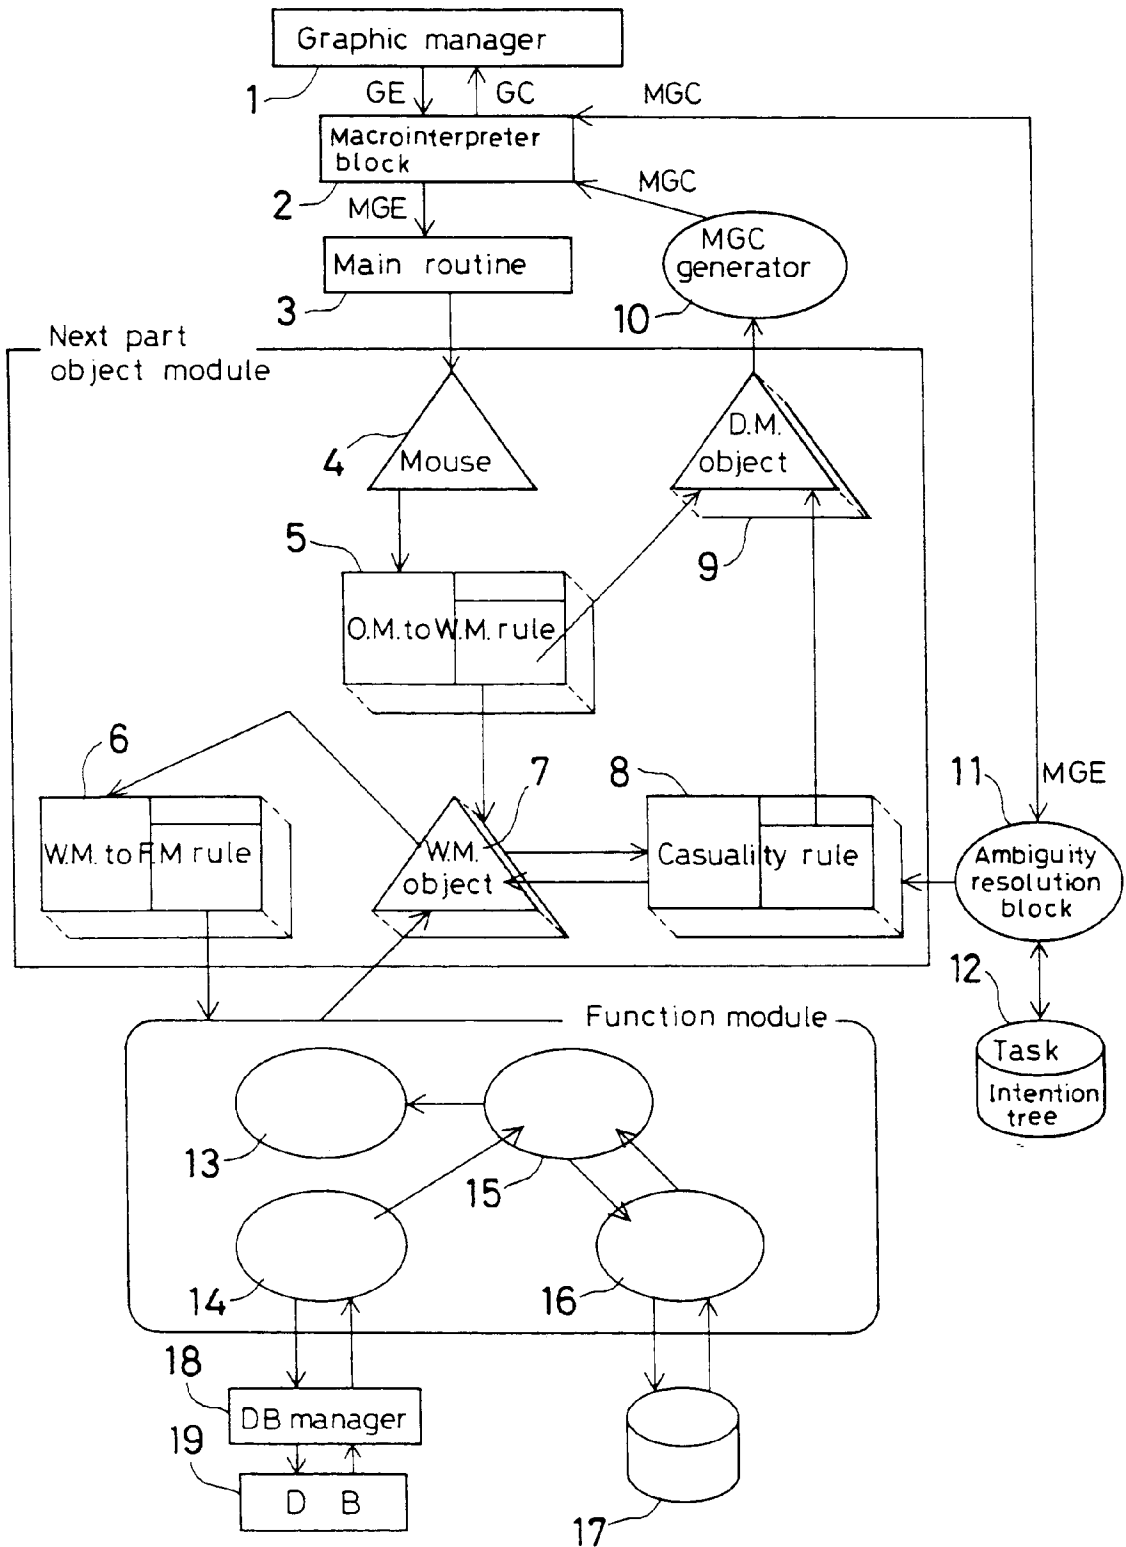 Graphic manager
1
GE
GC
MGC
Macrointerpreter
block
2
MGE
MGC
Main routine
3
MGC
generator
10
Next part
object module
4
Mouse
D.M.
object
9
5
O.M. to W.M. rule
6
7
8
11
MGE
W.M. to F.M rule
W.M.
object
Casuality rule
Ambiguity
resolution
block
12
Function module
Task
Intention
tree
13
15
14
16
18
DB manager
19
D B
17